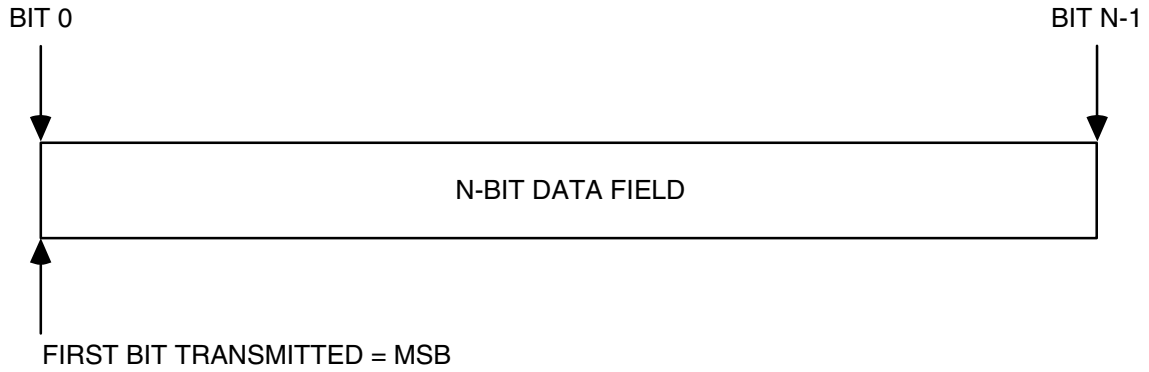 BIT 0
BIT N-1
N-BIT DATA FIELD
FIRST BIT TRANSMITTED = MSB